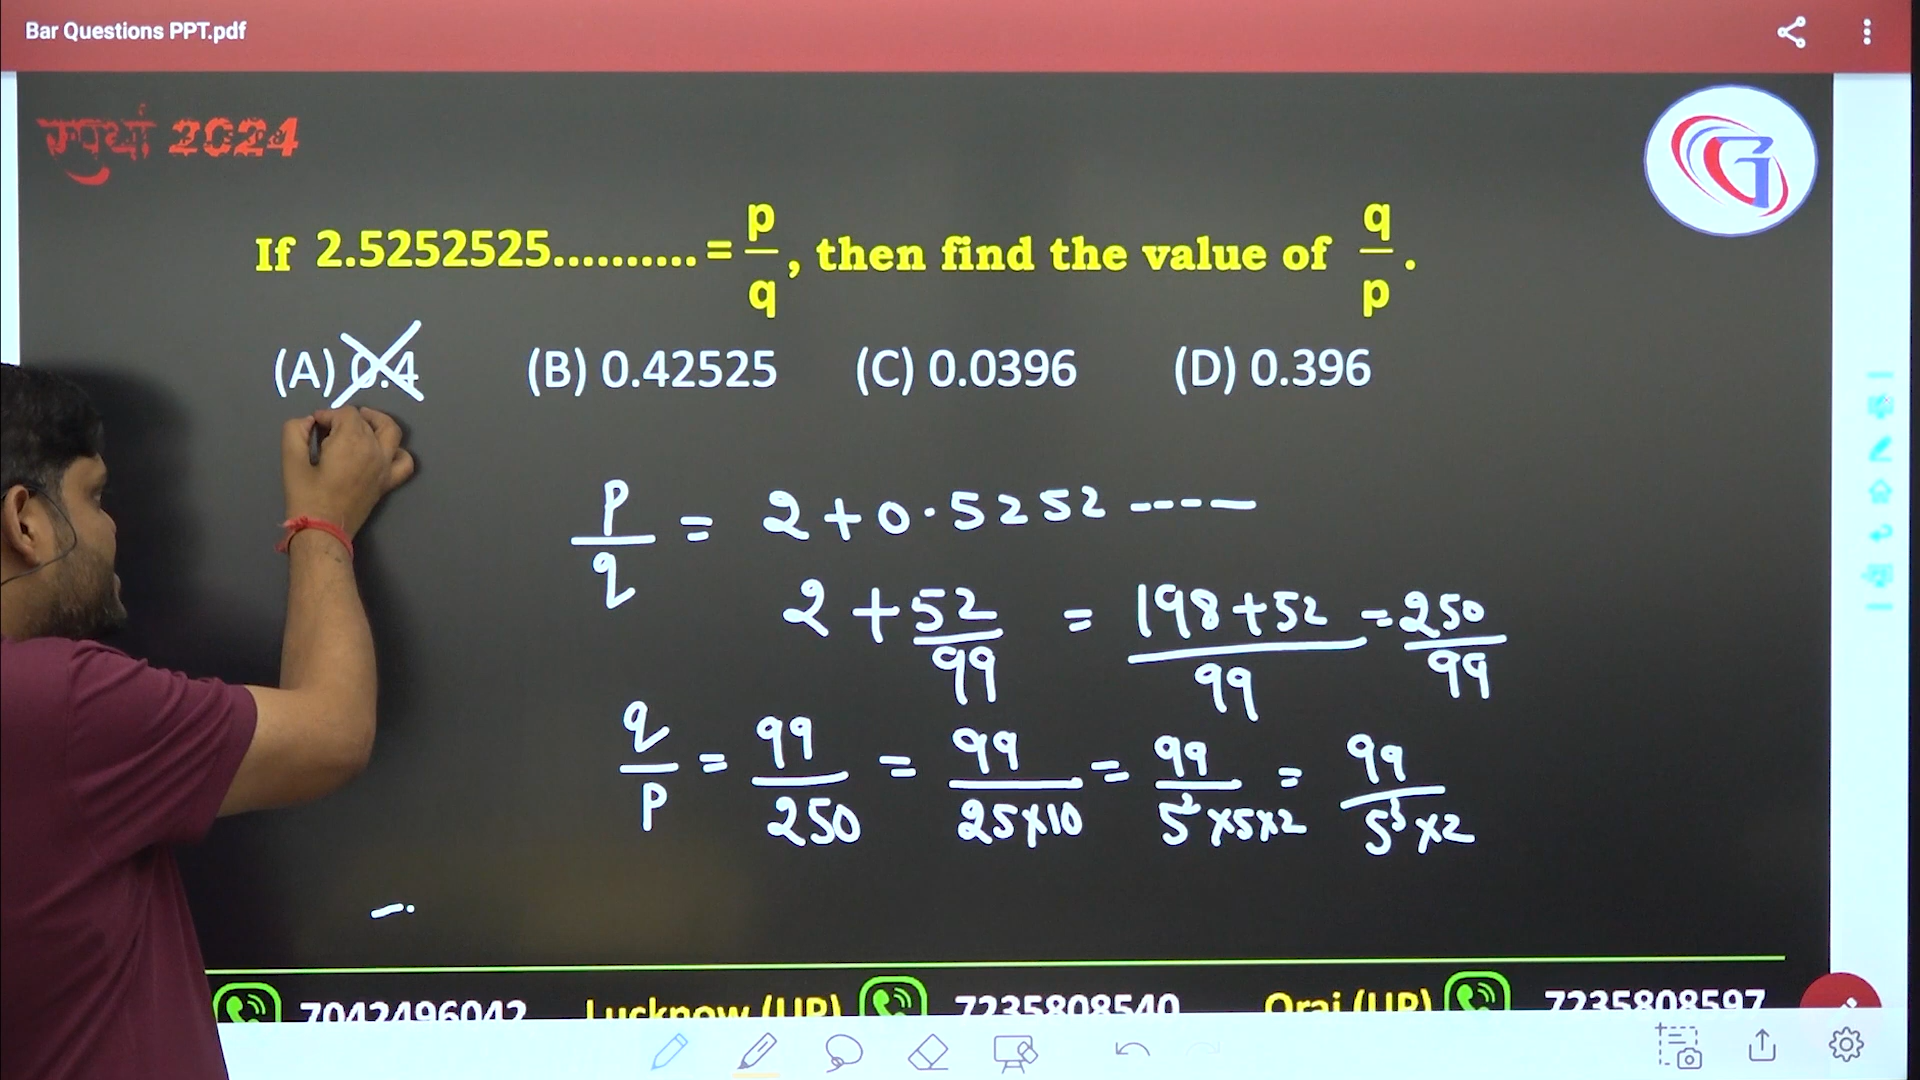 Bar Questions PPT.pdf
स्पर्धा 2024
G
If 2.5252525.......... = p/q, then find the value of q/p.
(A) 0.4 (B) 0.42525 (C) 0.0396 (D) 0.396
p/q = 2 + 0.5252 -----
2 + 52/99 = 198+52/99 = 250/99
q/p = 99/250 = 99/25×10 = 99/5²×5×2 = 99/5³×2
7042496042 Lucknow (UP) 7235808540 Orai (UP) 7235808597